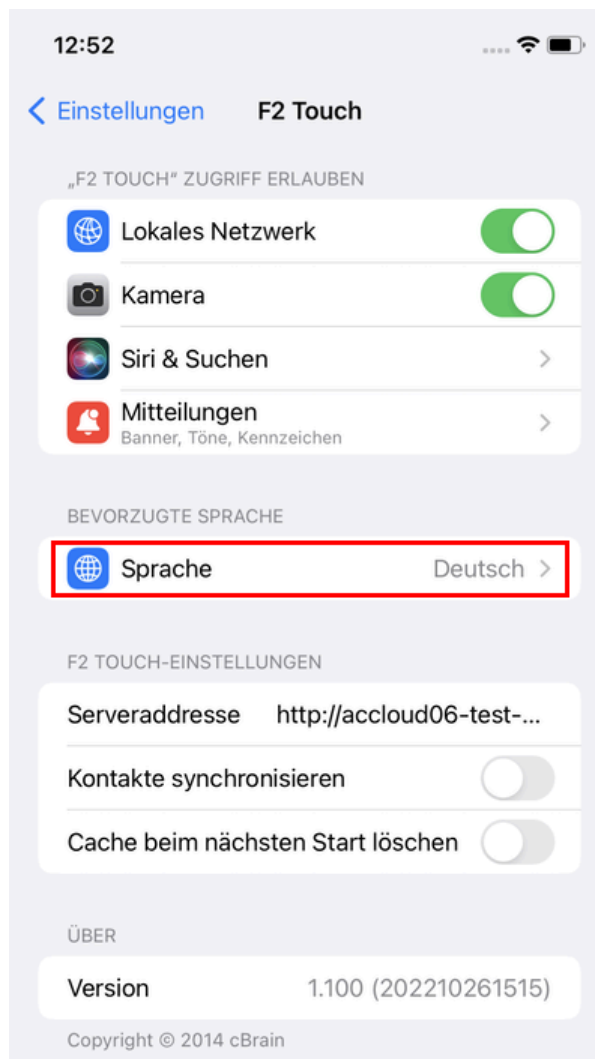 12:52
Einstellungen F2 Touch
„F2 TOUCH" ZUGRIFF ERLAUBEN
Lokales Netzwerk
Kamera
Siri & Suchen
Mitteilungen
Banner, Töne, Kennzeichen
BEVORZUGTE SPRACHE
Sprache Deutsch
F2 TOUCH-EINSTELLUNGEN
Serveraddresse http://accloud06-test-...
Kontakte synchronisieren
Cache beim nächsten Start löschen
ÜBER
Version 1.100 (202210261515)
Copyright © 2014 cBrain